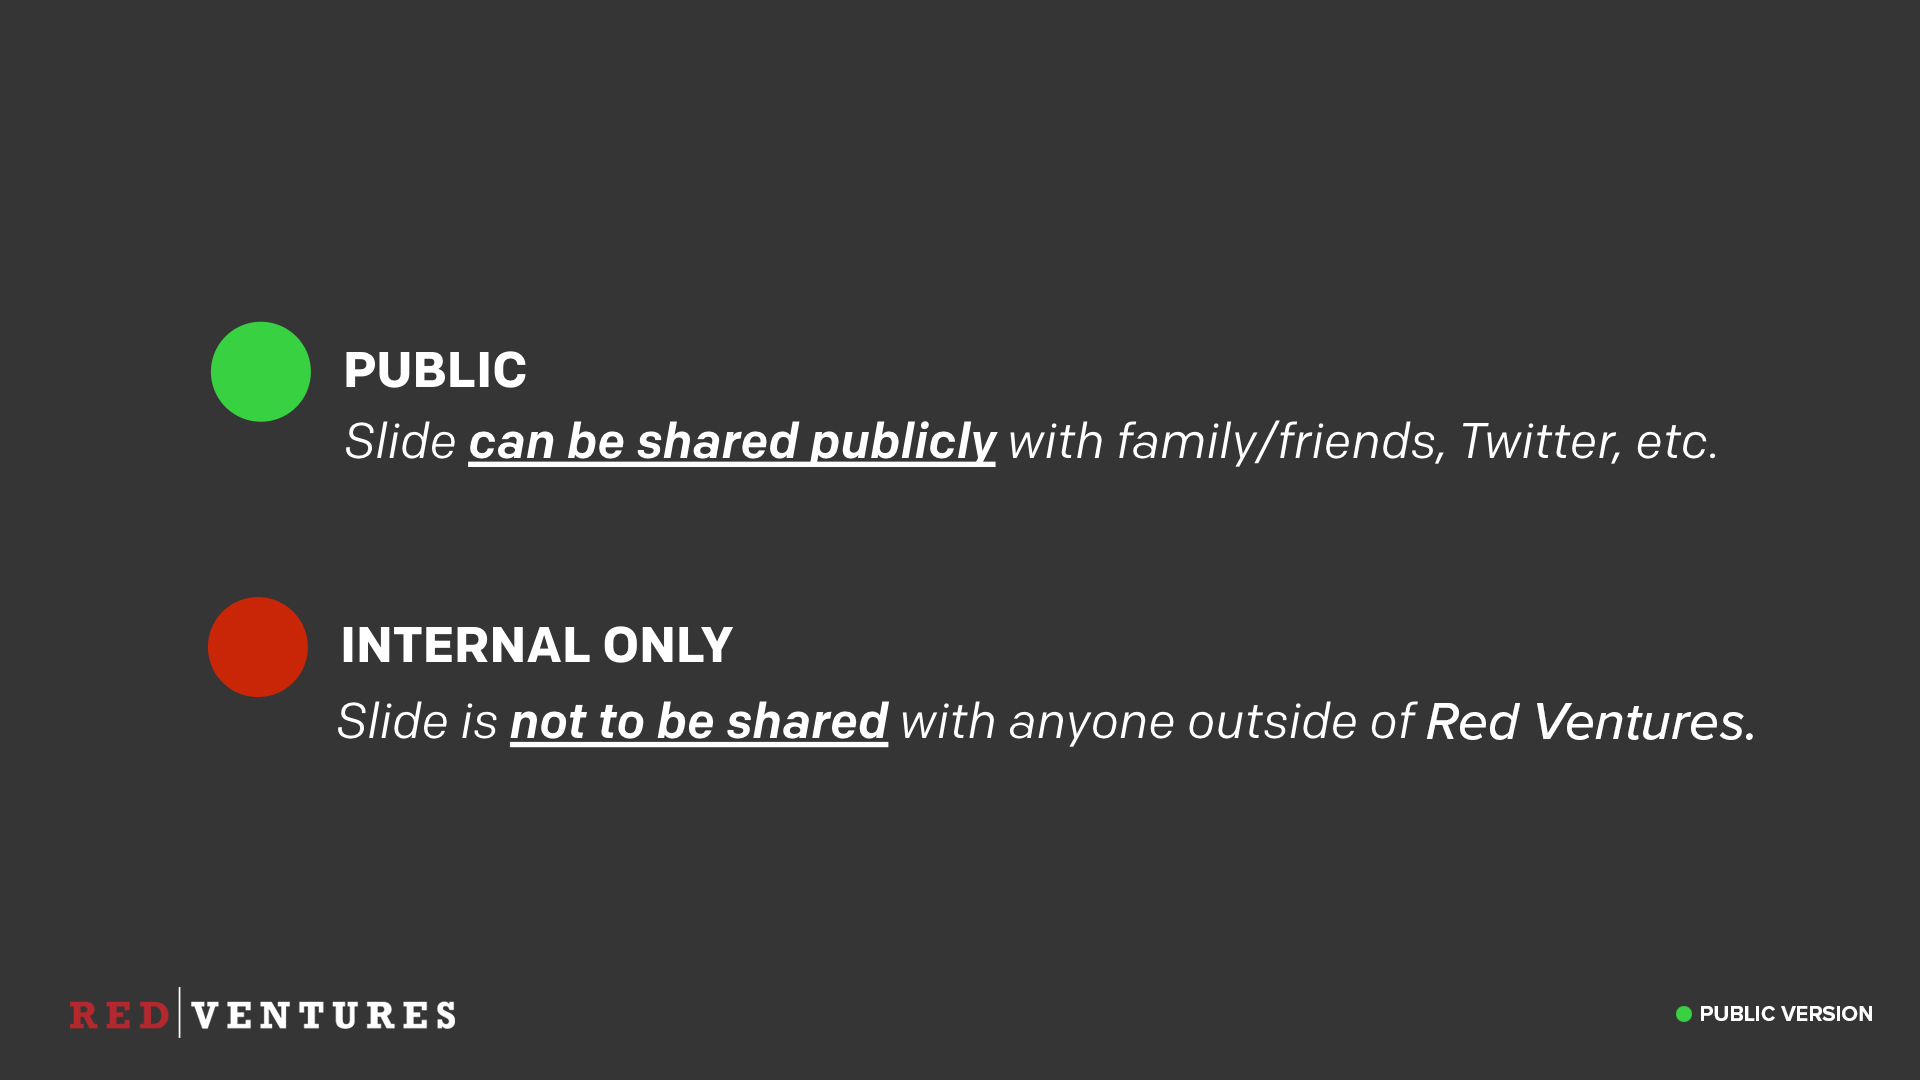 PUBLIC
Slide can be shared publicly with family/friends, Twitter, etc.
INTERNAL ONLY
Slide is not to be shared with anyone outside of Red Ventures.
RED VENTURES
PUBLIC VERSION